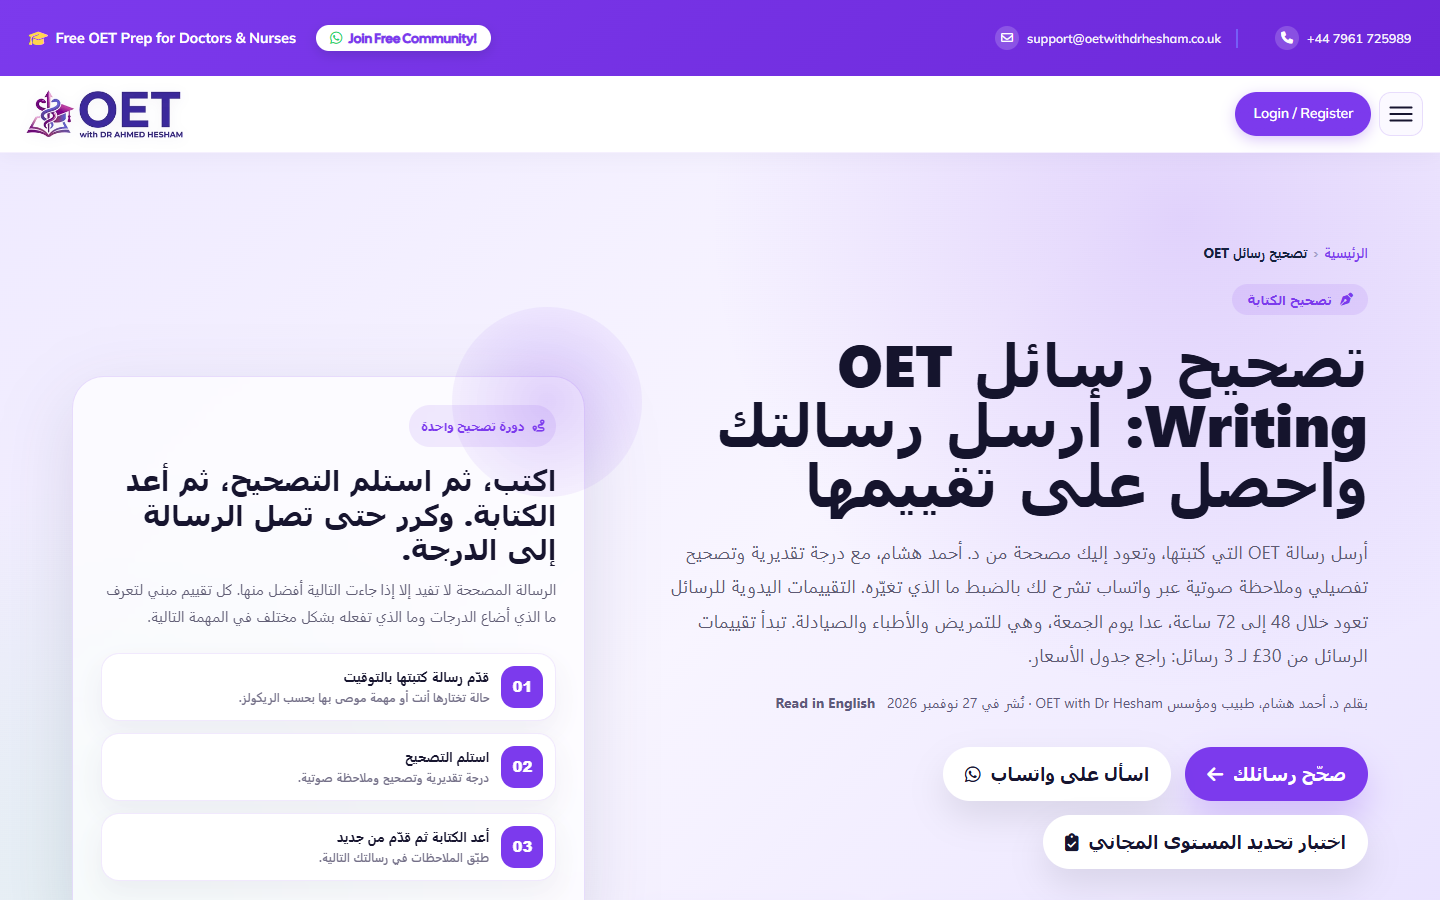 Free OET Prep for Doctors & Nurses
Join Free Community!
support@oetwithdrhesham.co.uk
+44 7961 725989
OET
with DR AHMED HESHAM
Login / Register
الرئيسية › تصحيح رسائل OET
تصحيح الكتابة
تصحيح رسائل OET
Writing: أرسل رسالتك
واحصل على تقييمها
أرسل رسالة OET التي كتبتها، وتعود إليك مصححة من د. أحمد هشام، مع درجة تقديرية وتصحيح
تفصيلي وملاحظة صوتية عبر واتساب تشرح لك بالضبط ما الذي تغيّره. التقييمات اليدوية للرسائل
تعود خلال 48 إلى 72 ساعة، عدا يوم الجمعة، وهي للتمريض والأطباء والصيادلة. تبدأ تقييمات
الرسائل من £30 لـ 3 رسائل: راجع جدول الأسعار.
بقلم د. أحمد هشام، طبيب ومؤسس OET with Dr Hesham · نُشر في 27 نوفمبر 2026 Read in English
صحّح رسائلك
اسأل على واتساب
اختبار تحديد المستوى المجاني
دورة تصحيح واحدة
اكتب، ثم استلم التصحيح، ثم أعد
الكتابة. وكرر حتى تصل الرسالة
إلى الدرجة.
الرسالة المصححة لا تفيد إلا إذا جاءت التالية أفضل منها. كل تقييم مبني لتعرف
ما الذي أضاع الدرجات وما الذي تفعله بشكل مختلف في المهمة التالية.
01
قدّم رسالة كتبتها بالتوقيت
حالة تختارها أنت أو مهمة موصى بها بحسب الريكولز.
02
استلم التصحيح
درجة تقديرية وتصحيح وملاحظة صوتية.
03
أعد الكتابة ثم قدّم من جديد
طبّق الملاحظات في رسالتك التالية.